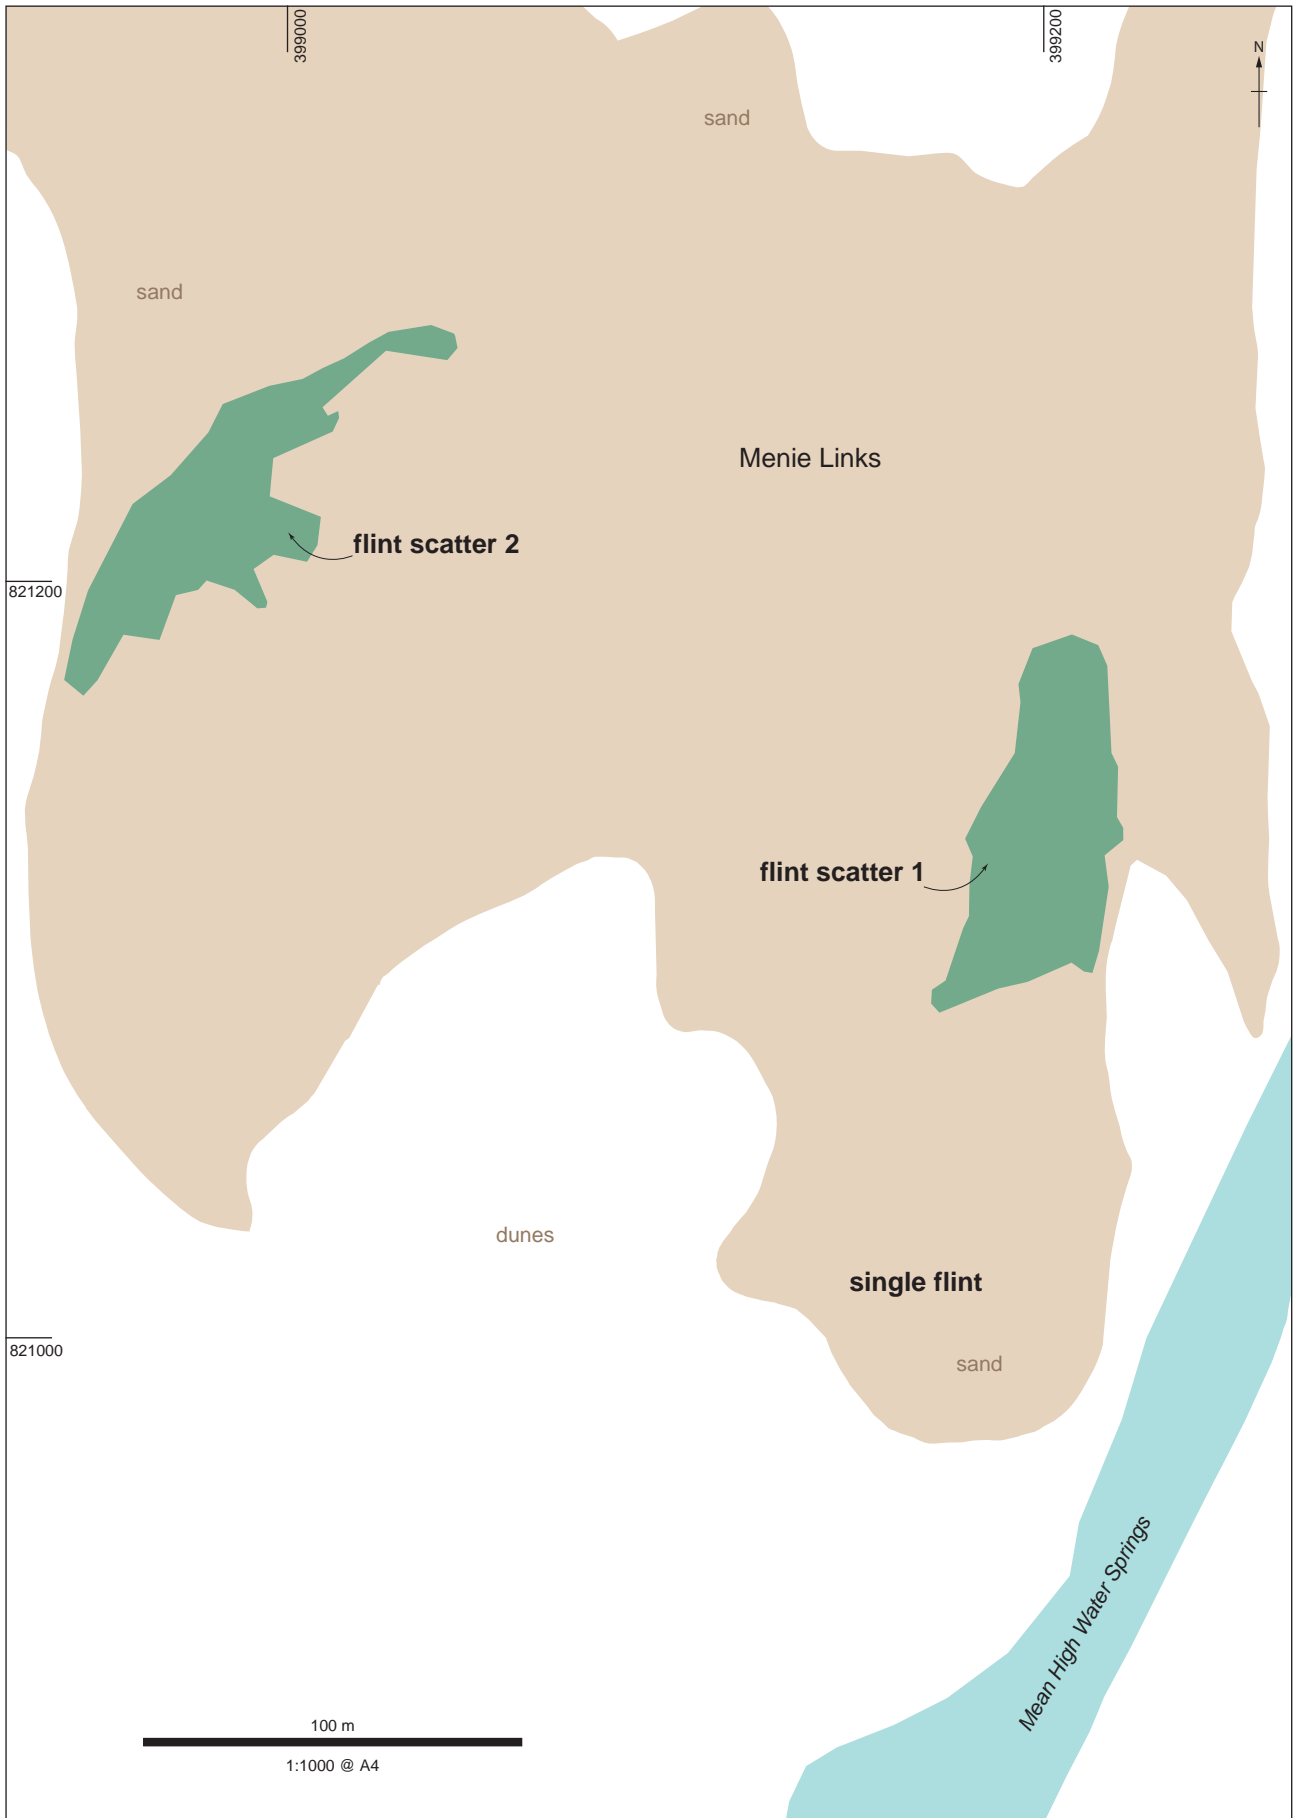 399000
399200
N
sand
sand
Menie Links
flint scatter 2
821200
flint scatter 1
dunes
single flint
821000
sand
Mean High Water Springs
100 m
1:1000 @ A4